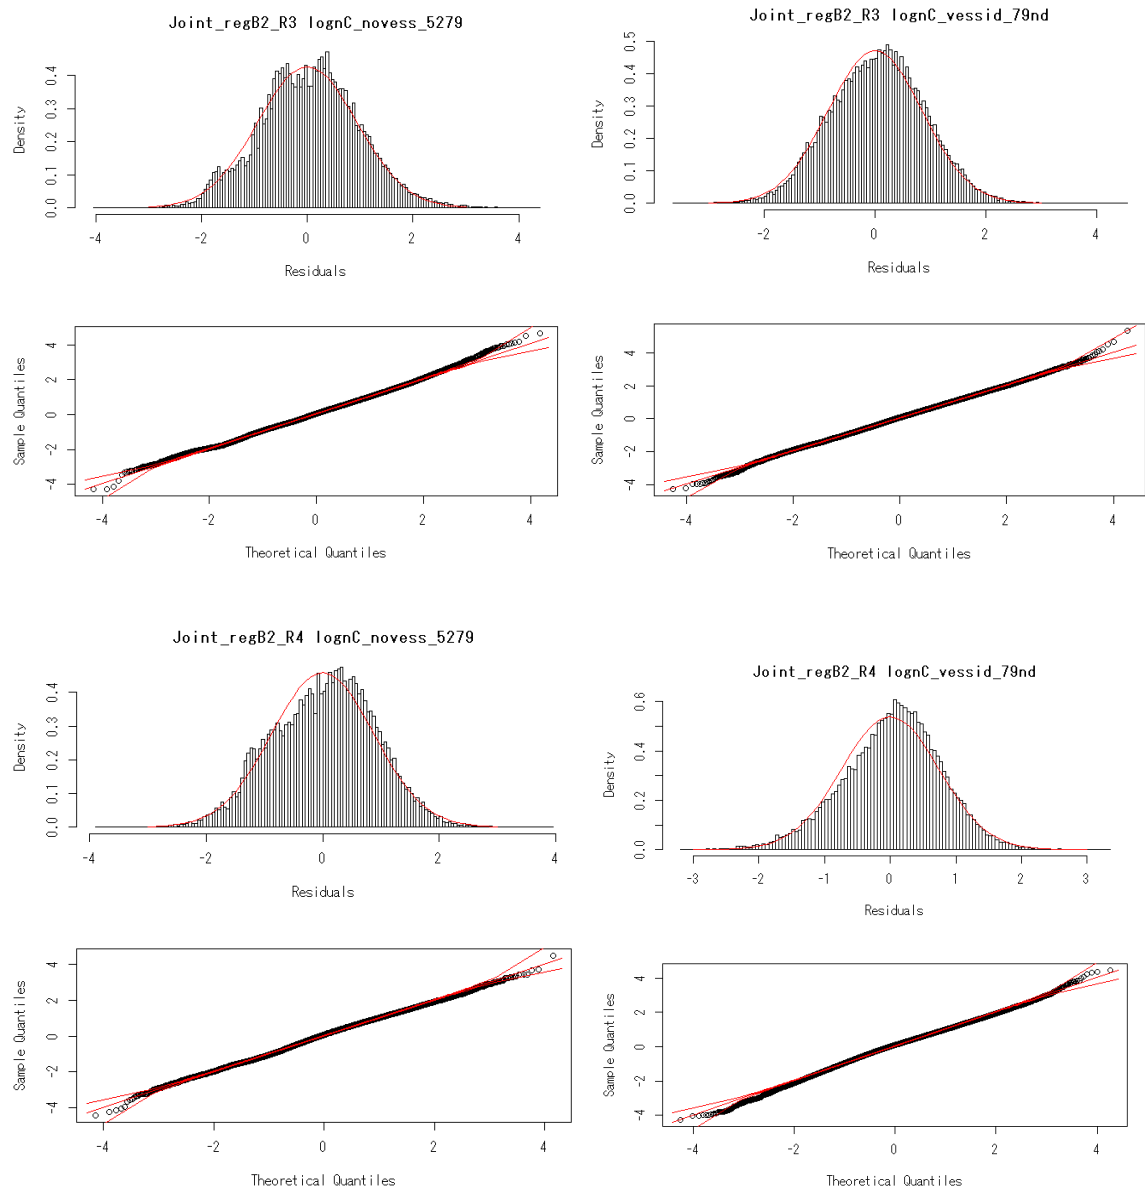 Joint_regB2_R3 lognC_novess_5279
Density
0.0 0.1 0.2 0.3 0.4
-4 -2 0 2 4
Residuals
Sample Quantiles
-4 -2 0 2 4
-4 -2 0 2 4
Theoretical Quantiles
Joint_regB2_R3 lognC_vessid_79nd
Density
0.0 0.1 0.2 0.3 0.4 0.5
-2 0 2 4
Residuals
Sample Quantiles
-4 -2 0 2 4
-4 -2 0 2 4
Theoretical Quantiles
Joint_regB2_R4 lognC_novess_5279
Density
0.0 0.1 0.2 0.3 0.4
-4 -2 0 2 4
Residuals
Sample Quantiles
-4 -2 0 2 4
-4 -2 0 2 4
Theoretical Quantiles
Joint_regB2_R4 lognC_vessid_79nd
Density
0.0 0.2 0.4 0.6
-3 -2 -1 0 1 2 3
Residuals
Sample Quantiles
-4 -2 0 2 4
-4 -2 0 2 4
Theoretical Quantiles